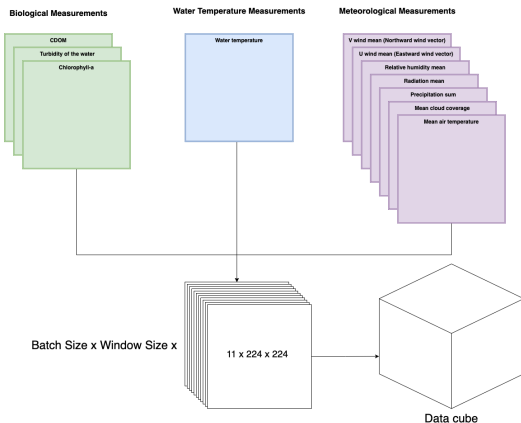 Biological Measurements
Water Temperature Measurements
Meteorological Measurements
CDOM
Turbidity of the water
Chlorophyll-a
Water temperature
V wind mean (Northward wind vector)
U wind mean (Eastward wind vector)
Relative humidity mean
Radiation mean
Precipitation sum
Mean cloud coverage
Mean air temperature
Batch Size x Window Size x
11 x 224 x 224
Data cube